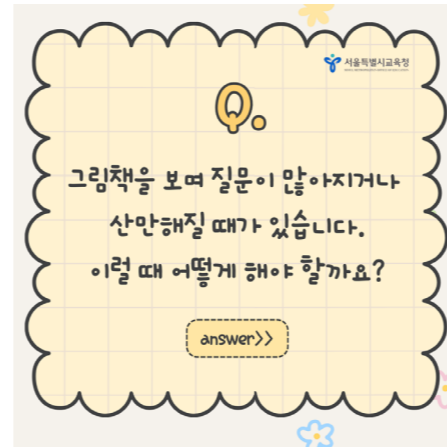 서울특별시교육청
Q.
그림책을 보며 질문이 많아지거나
산만해질 때가 있습니다.
이럴 때 어떻게 해야 할까요?
answer>>